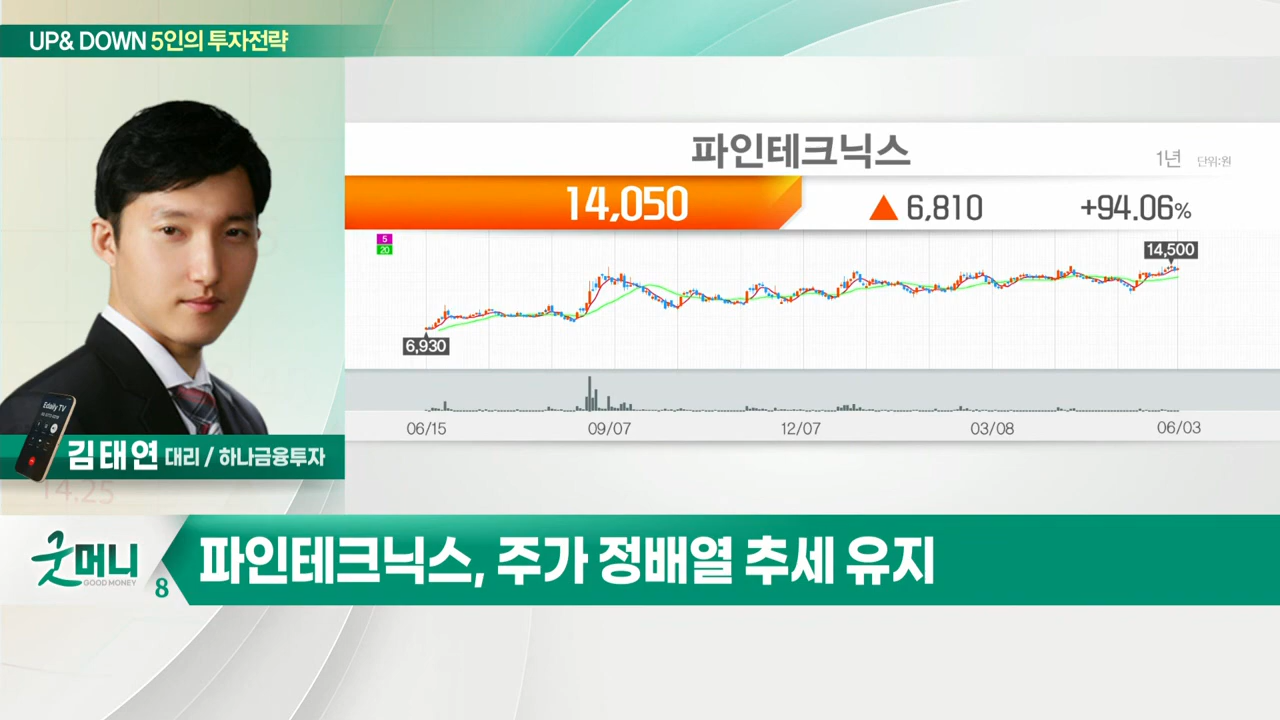 UP& DOWN 5인의 투자전략
파인테크닉스
1년 단위:원
14,050 ▲ 6,810 +94.06%
5
20
14,500
6,930
06/15 09/07 12/07 03/08 06/03
Edaily TV
김태연 대리 / 하나금융투자
14.25
굿머니
GOOD MONEY
8
파인테크닉스, 주가 정배열 추세 유지